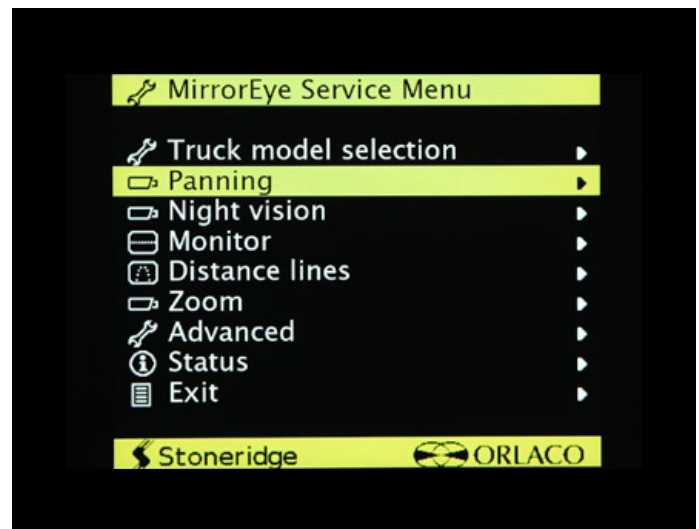 MirrorEye Service Menu
Truck model selection
Panning
Night vision
Monitor
Distance lines
Zoom
Advanced
Status
Exit
Stoneridge ORLACO